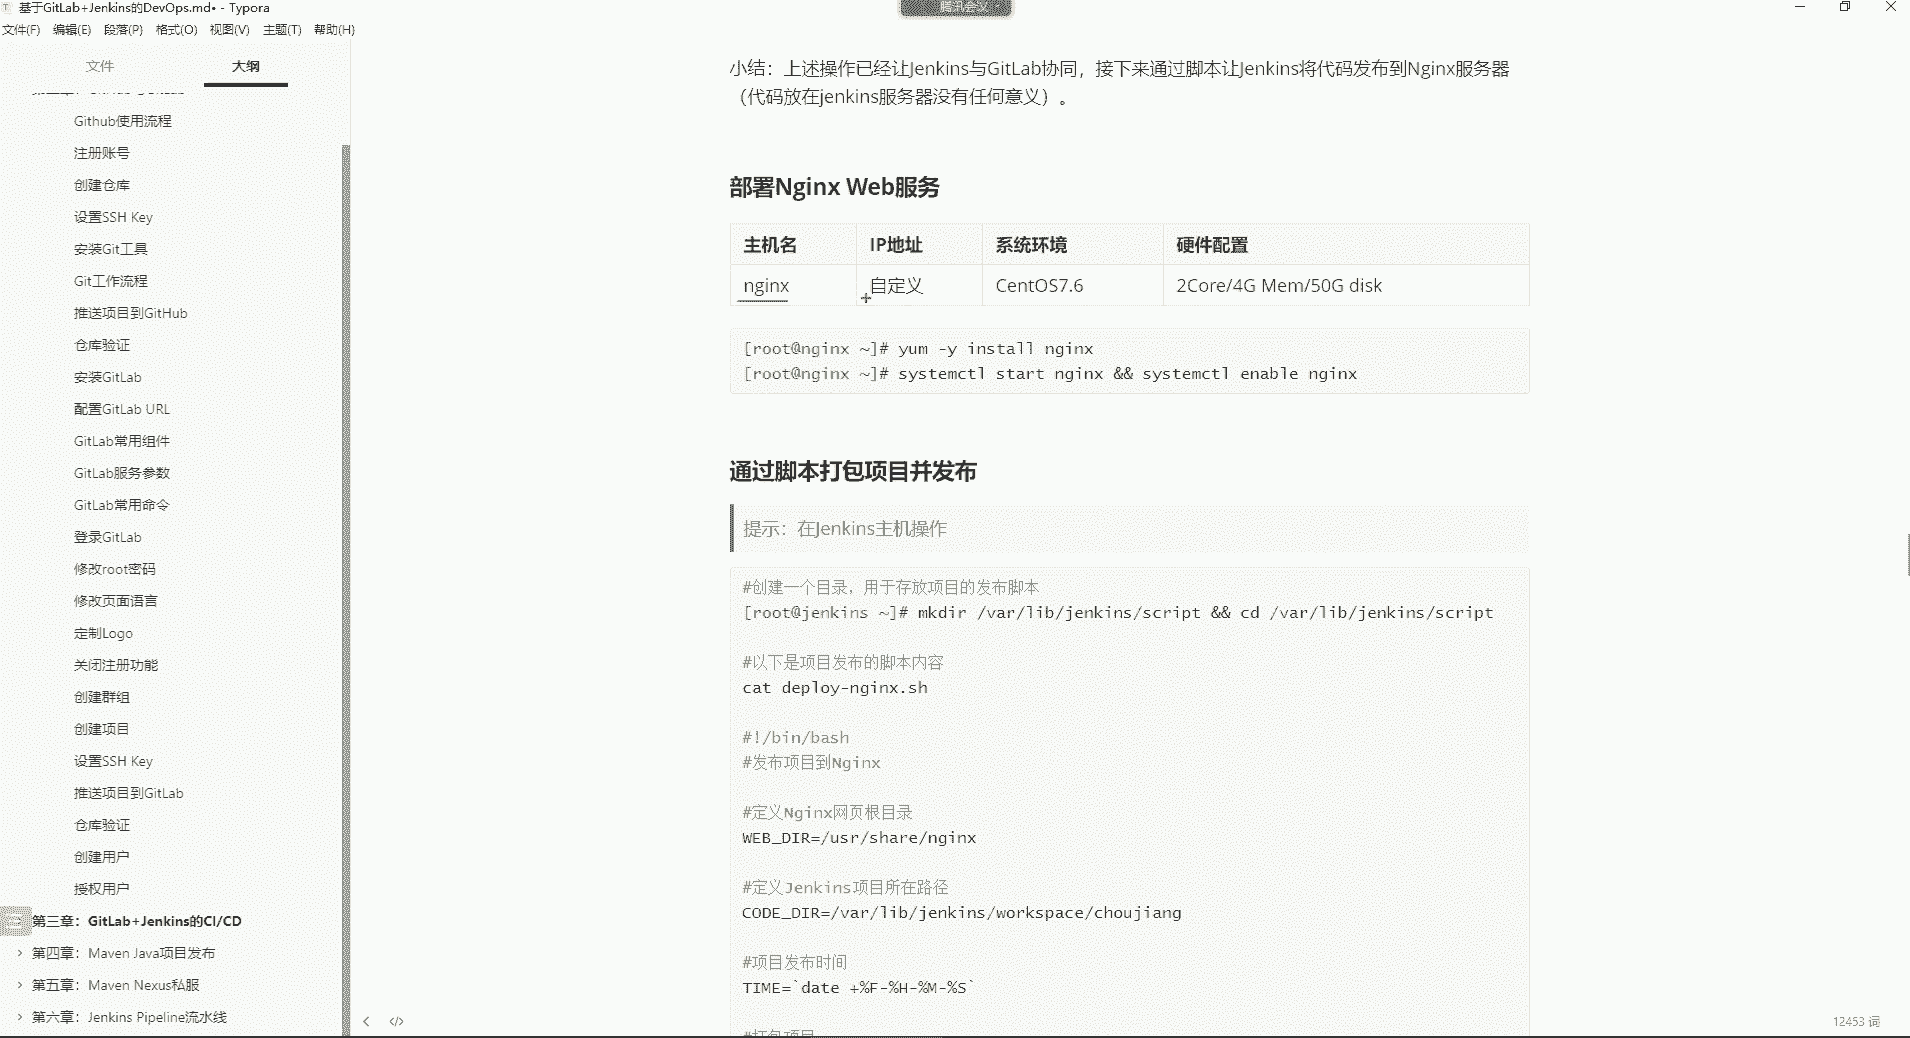 基于GitLab+Jenkins的DevOps.md• - Typora
腾讯会议
文件(F) 编辑(E) 段落(P) 格式(O) 视图(V) 主题(T) 帮助(H)
文件 大纲
Github使用流程
注册账号
创建仓库
设置SSH Key
安装Git工具
Git工作流程
推送项目到GitHub
仓库验证
安装GitLab
配置GitLab URL
GitLab常用组件
GitLab服务参数
GitLab常用命令
登录GitLab
修改root密码
修改页面语言
定制Logo
关闭注册功能
创建群组
创建项目
设置SSH Key
推送项目到GitLab
仓库验证
创建用户
授权用户
第三章：GitLab+Jenkins的CI/CD
第四章：Maven Java项目发布
第五章：Maven Nexus私服
第六章：Jenkins Pipeline流水线
小结：上述操作已经让Jenkins与GitLab协同，接下来通过脚本让Jenkins将代码发布到Nginx服务器
（代码放在jenkins服务器没有任何意义）。
部署Nginx Web服务
主机名 IP地址 系统环境 硬件配置
nginx 自定义 CentOS7.6 2Core/4G Mem/50G disk
[root@nginx ~]# yum -y install nginx
[root@nginx ~]# systemctl start nginx && systemctl enable nginx
通过脚本打包项目并发布
提示：在Jenkins主机操作
#创建一个目录，用于存放项目的发布脚本
[root@jenkins ~]# mkdir /var/lib/jenkins/script && cd /var/lib/jenkins/script
#以下是项目发布的脚本内容
cat deploy-nginx.sh
#!/bin/bash
#发布项目到Nginx
#定义Nginx网页根目录
WEB_DIR=/usr/share/nginx
#定义Jenkins项目所在路径
CODE_DIR=/var/lib/jenkins/workspace/choujiang
#项目发布时间
TIME=`date +%F-%H-%M-%S`
#打包项目
12453 词